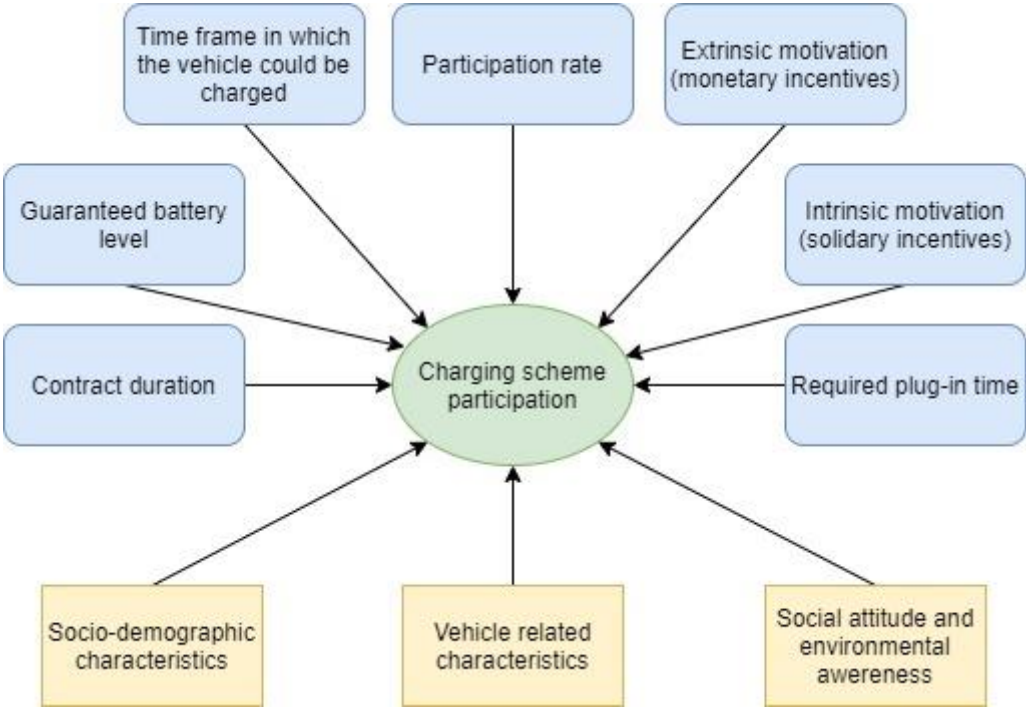 Time frame in which
the vehicle could be
charged
Participation rate
Extrinsic motivation
(monetary incentives)
Guaranteed battery
level
Intrinsic motivation
(solidary incentives)
Contract duration
Charging scheme
participation
Required plug-in time
Socio-demographic
characteristics
Vehicle related
characteristics
Social attitude and
environmental
awereness